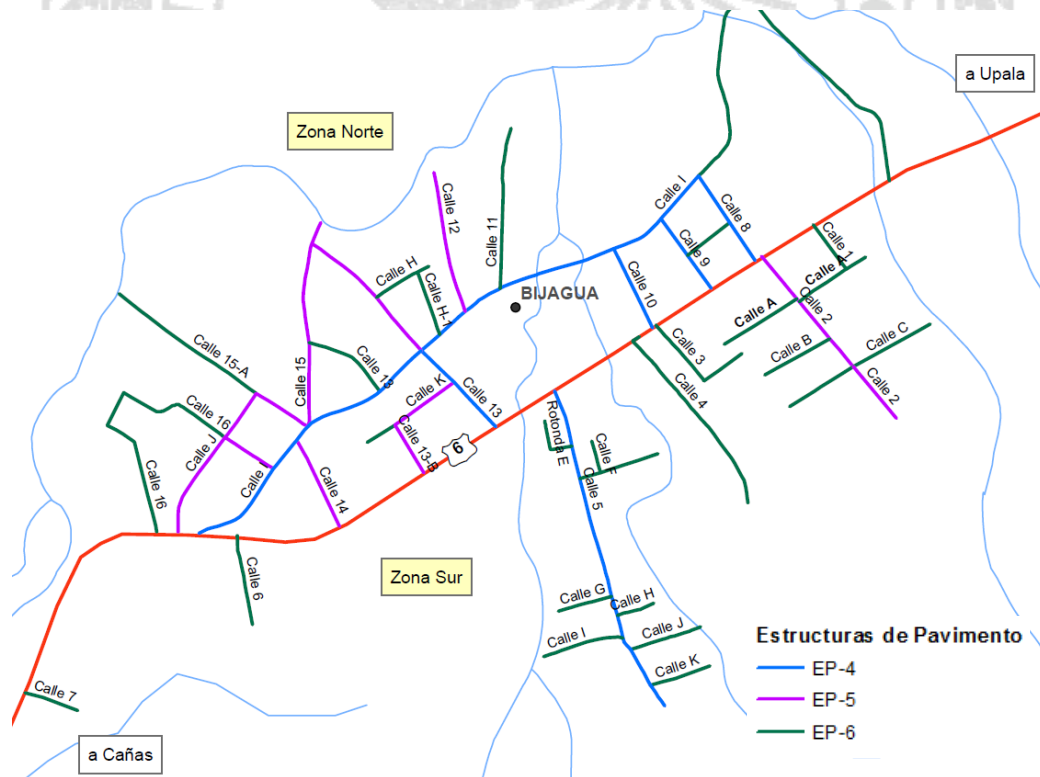 a Upala
Zona Norte
Calle I
Calle 12
Calle 8
Calle 11
Calle 1
Calle H
Calle 9
Calle A
Calle 10
BIJAGUA
Calle H-1
Calle A
Calle 2
Calle C
Calle B
Calle 3
Calle 15-A
Calle 15
Calle
Calle K
Calle 13
Calle 2
Calle 4
Calle 16
Calle J
Rotonda E
Calle 13-B
6
Calle F
Calle
Calle 5
Calle 16
Calle 14
Zona Sur
Calle 6
Calle G
Calle H
Calle I
Calle J
Calle K
Estructuras de Pavimento
EP-4
EP-5
EP-6
Calle 7
a Cañas